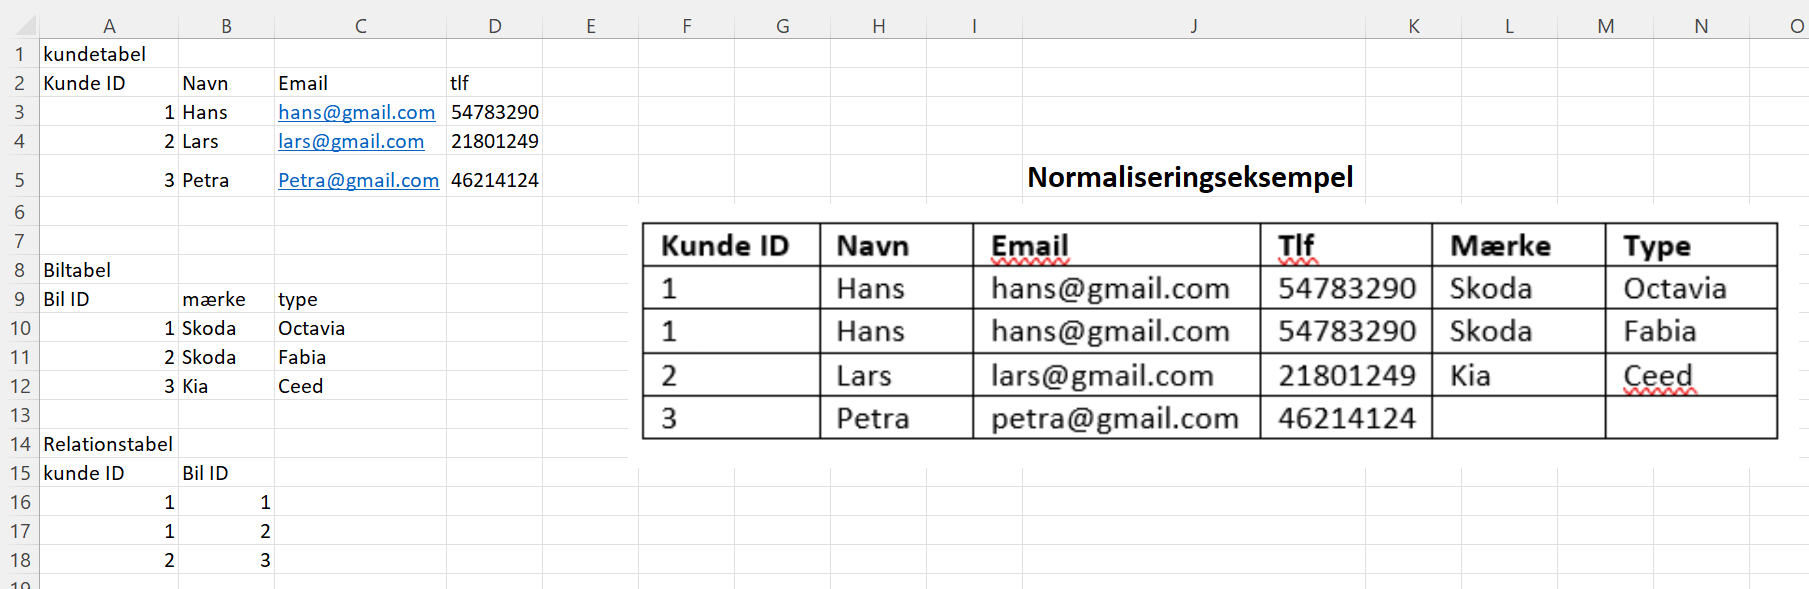 A B C D E F G H I J K L M N O
1 kundetabel
2 Kunde ID Navn Email tlf
3 1 Hans hans@gmail.com 54783290
4 2 Lars lars@gmail.com 21801249
5 3 Petra Petra@gmail.com 46214124
6
7
8 Biltabel
9 Bil ID mærke type
10 1 Skoda Octavia
11 2 Skoda Fabia
12 3 Kia Ceed
13
14 Relationstabel
15 kunde ID Bil ID
16 1 1
17 1 2
18 2 3
19
Normaliseringseksempel
Kunde ID Navn Email Tlf Mærke Type
1 Hans hans@gmail.com 54783290 Skoda Octavia
1 Hans hans@gmail.com 54783290 Skoda Fabia
2 Lars lars@gmail.com 21801249 Kia Ceed
3 Petra petra@gmail.com 46214124